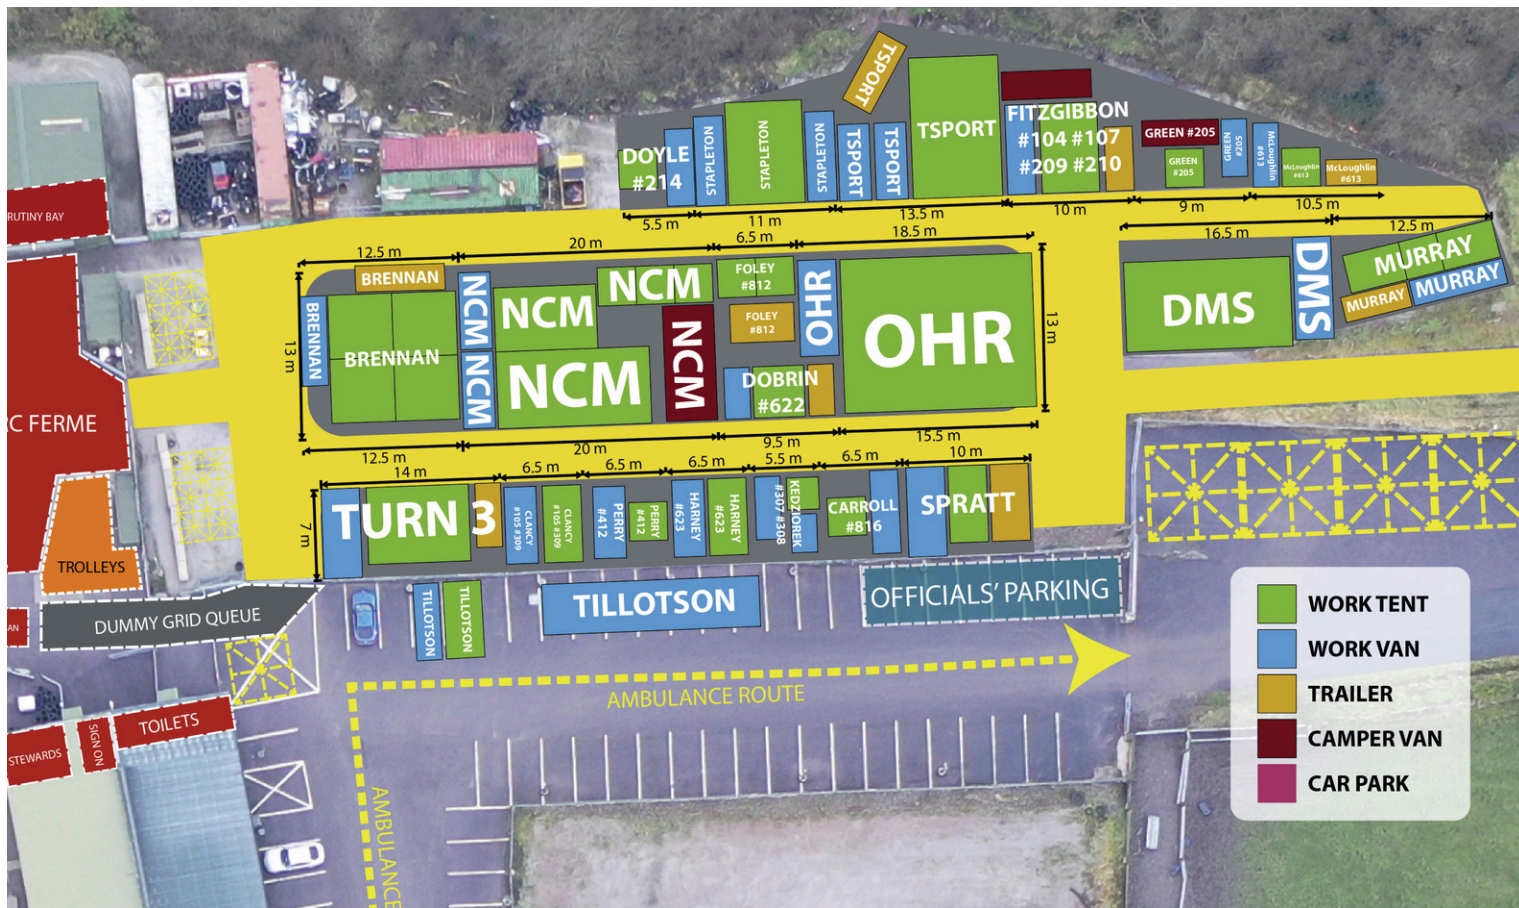 TSPORT
DOYLE
#214
STAPLETON
STAPLETON
STAPLETON
TSPORT
TSPORT
TSPORT
FITZGIBBON
#104 #107
#209 #210
GREEN #205
GREEN
#205
GREEN
#205
McLoughlin
#613
McLoughlin
#613
McLoughlin
#613
5.5 m
11 m
13.5 m
10 m
9 m
10.5 m
12.5 m
20 m
6.5 m
18.5 m
16.5 m
12.5 m
RUTINY BAY
C FERME
TROLLEYS
13 m
BRENNAN
BRENNAN
BRENNAN
NCM
NCM
NCM
NCM
NCM
NCM
FOLEY
#812
FOLEY
#812
OHR
DOBRIN
#622
OHR
13 m
DMS
DMS
MURRAY
MURRAY
MURRAY
12.5 m
20 m
9.5 m
15.5 m
14 m
6.5 m
6.5 m
6.5 m
5.5 m
6.5 m
10 m
7 m
TURN 3
CLANCY
#105 #309
CLANCY
#105 #309
PERRY
#412
PERRY
#412
HARNEY
#623
HARNEY
#623
KEDZIOREK
#307 #308
CARROLL
#816
SPRATT
DUMMY GRID QUEUE
TILLOTSON
TILLOTSON
TILLOTSON
OFFICIALS' PARKING
AMBULANCE ROUTE
AMBULANCE
AN
STEWARDS
SIGN ON
TOILETS
WORK TENT
WORK VAN
TRAILER
CAMPER VAN
CAR PARK